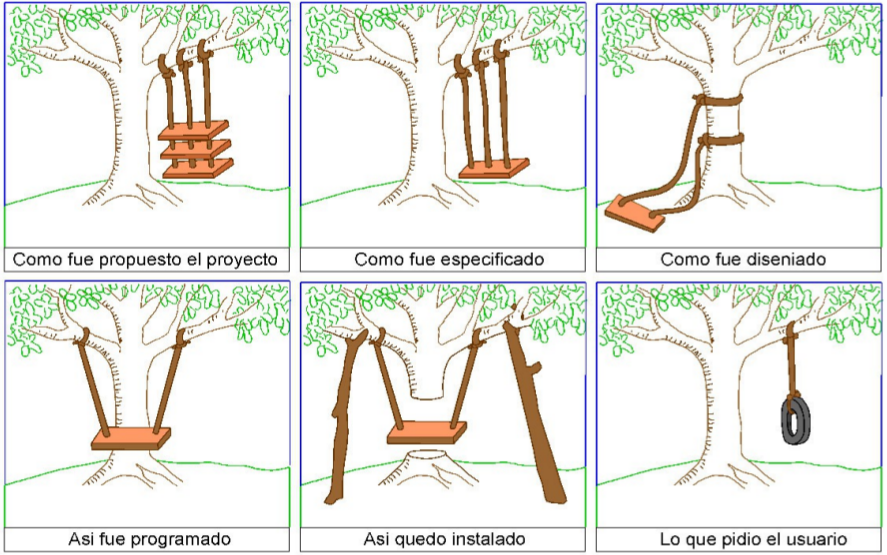 Como fue propuesto el proyecto
Como fue especificado
Como fue diseniado
Asi fue programado
Asi quedo instalado
Lo que pidio el usuario